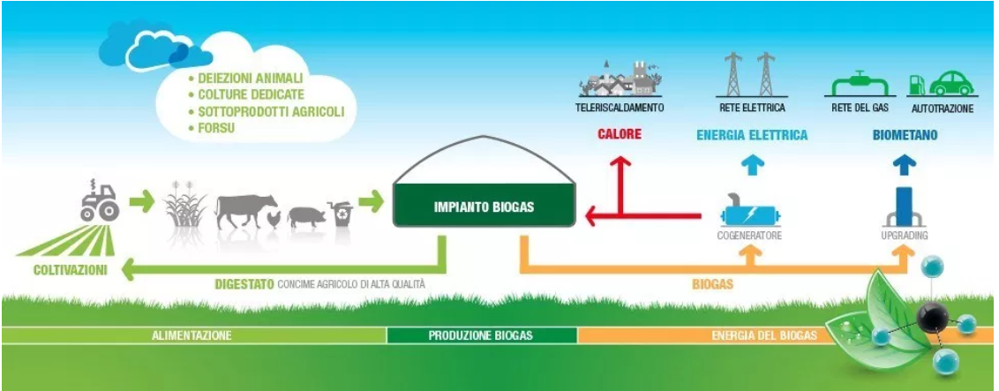 • DEIEZIONI ANIMALI
• COLTURE DEDICATE
• SOTTOPRODOTTI AGRICOLI
• FORSU
TELERISCALDAMENTO
RETE ELETTRICA
RETE DEL GAS
AUTOTRAZIONE
CALORE
ENERGIA ELETTRICA
BIOMETANO
IMPIANTO BIOGAS
COGENERATORE
UPGRADING
COLTIVAZIONI
DIGESTATO CONCIME AGRICOLO DI ALTA QUALITÀ
BIOGAS
ALIMENTAZIONE
PRODUZIONE BIOGAS
ENERGIA DEL BIOGAS